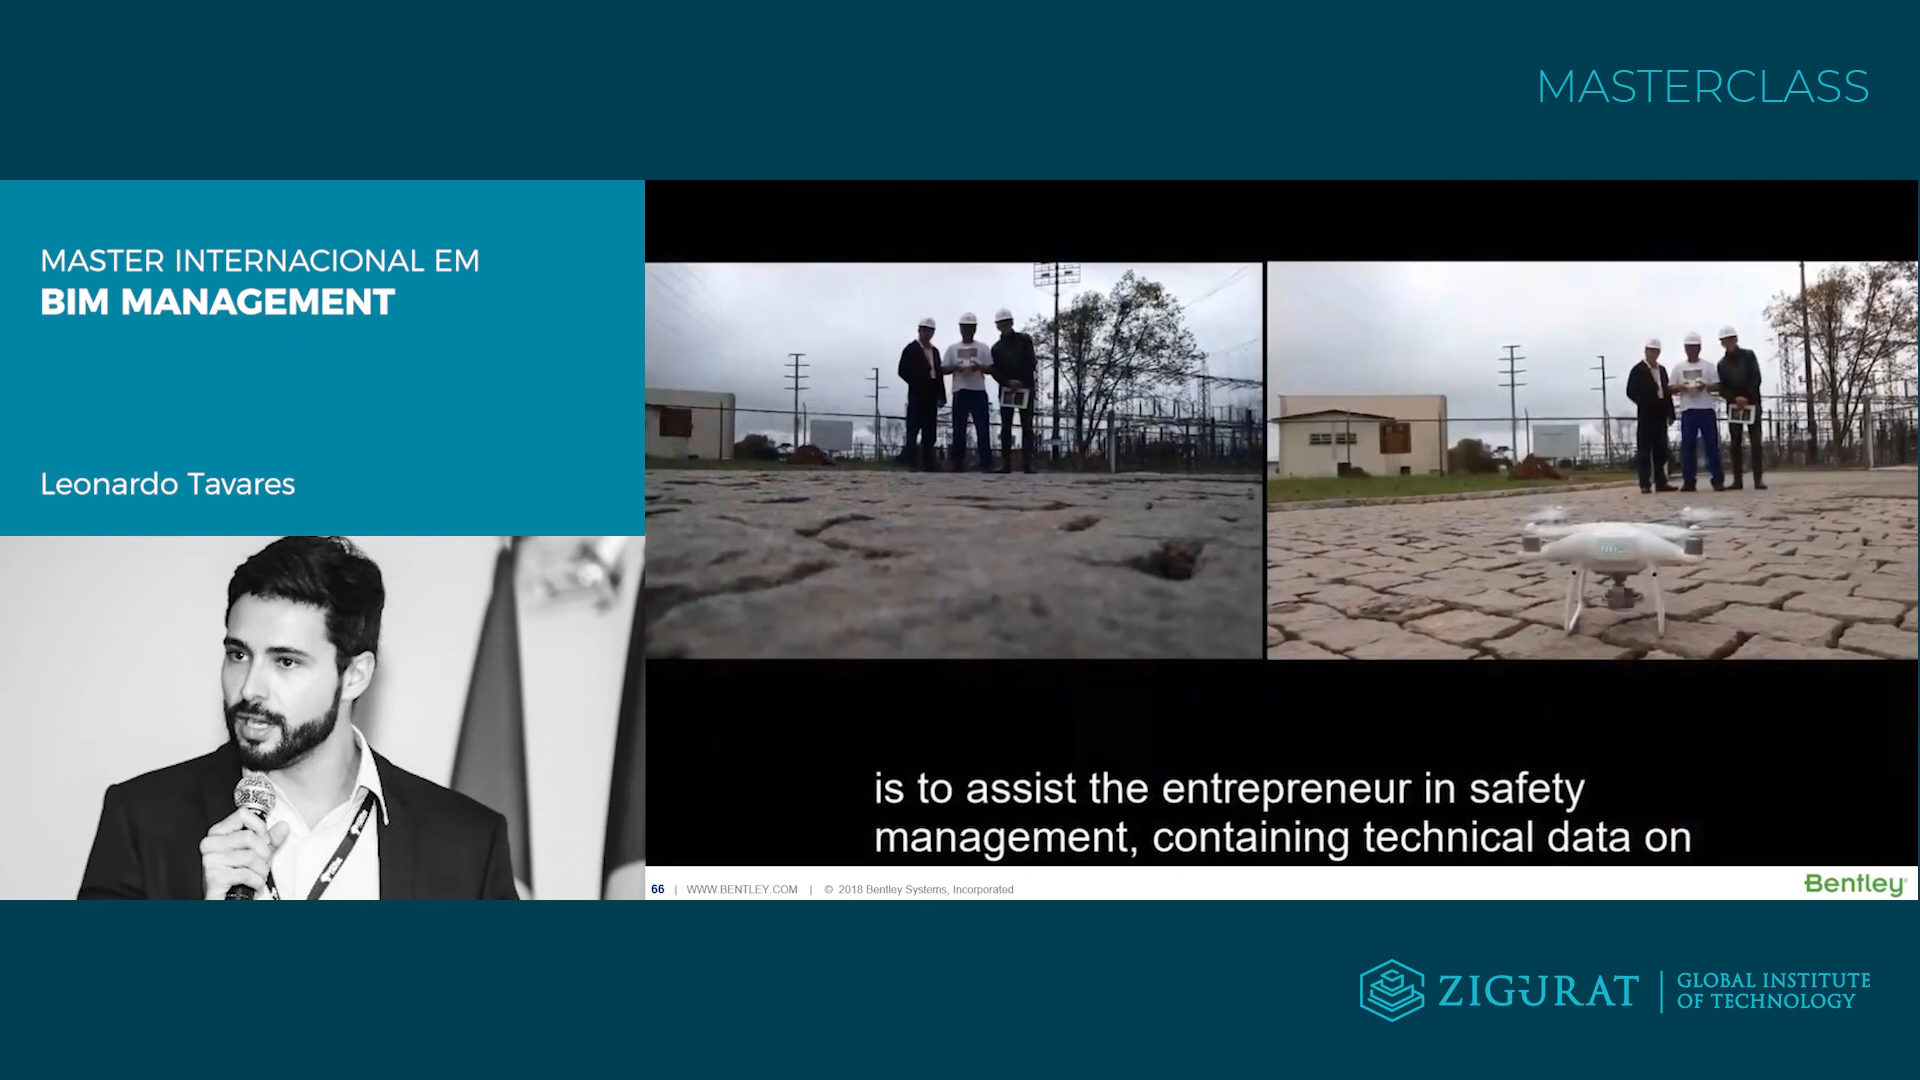 MASTERCLASS
MASTER INTERNACIONAL EM
BIM MANAGEMENT
Leonardo Tavares
is to assist the entrepreneur in safety
management, containing technical data on
66 | WWW.BENTLEY.COM | © 2018 Bentley Systems, Incorporated
Bentley
ZIGURAT | GLOBAL INSTITUTE
OF TECHNOLOGY